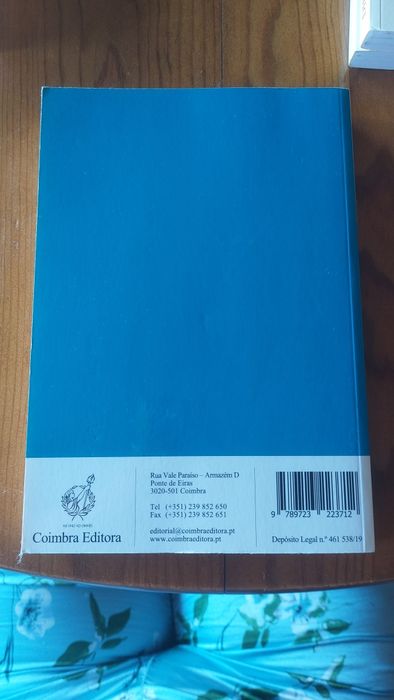 Rua Vale Paraíso – Armazém D
Ponte de Eiras
3020-501 Coimbra
Tel (+351) 239 852 650
Fax (+351) 239 852 651
editorial@coimbraeditora.pt
www.coimbraeditora.pt
Coimbra Editora
9 789723 223712
Depósito Legal n.º 461 538/19